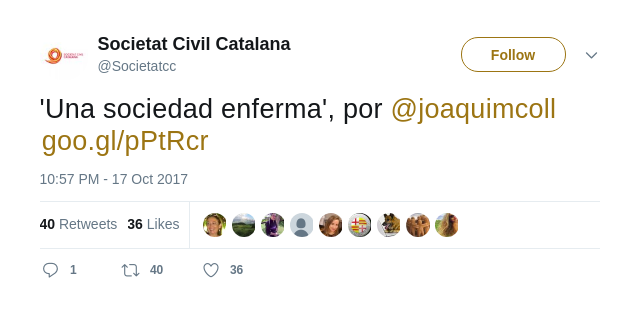 Societat Civil Catalana
@Societatcc
Follow
'Una sociedad enferma', por @joaquimcoll
goo.gl/pPtRcr
10:57 PM - 17 Oct 2017
40 Retweets 36 Likes
1 40 36